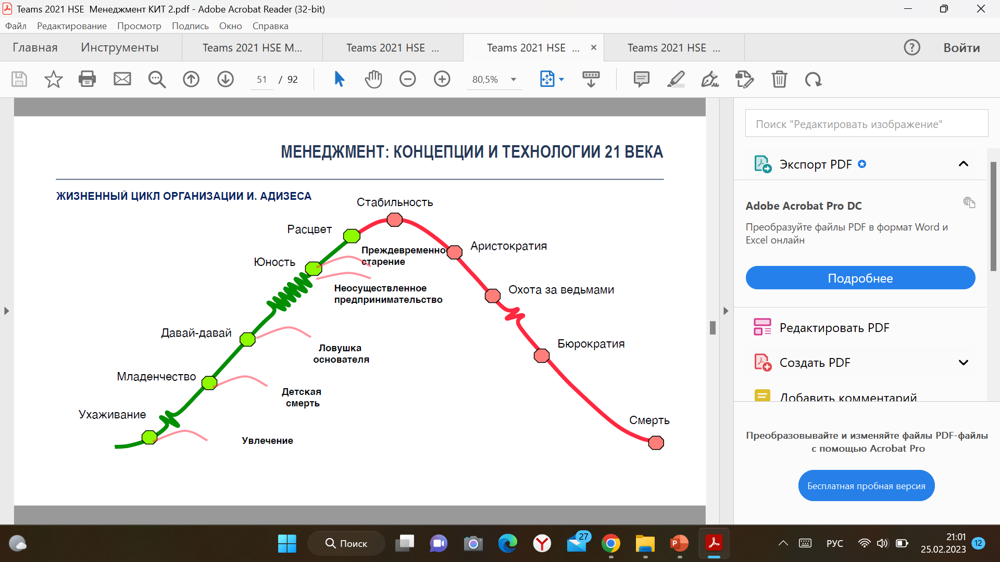 Teams 2021 HSE  Менеджмент КИТ 2.pdf - Adobe Acrobat Reader (32-bit)
Файл Редактирование Просмотр Подпись Окно Справка
Главная Инструменты Teams 2021 HSE M... Teams 2021 HSE ... Teams 2021 HSE ... Teams 2021 HSE ... Войти
51 / 92 80,5%
МЕНЕДЖМЕНТ: КОНЦЕПЦИИ И ТЕХНОЛОГИИ 21 ВЕКА
ЖИЗНЕННЫЙ ЦИКЛ ОРГАНИЗАЦИИ И. АДИЗЕСА
Стабильность
Расцвет
Преждевременно
старение
Аристократия
Юность
Неосуществленное
предпринимательство
Охота за ведьмами
Давай-давай
Ловушка
основателя
Бюрократия
Младенчество
Детская
смерть
Ухаживание
Увлечение
Смерть
Поиск "Редактировать изображение"
Экспорт PDF
Adobe Acrobat Pro DC
Преобразуйте файлы PDF в формат Word и
Excel онлайн
Подробнее
Редактировать PDF
Создать PDF
Добавить комментарий
Преобразовывайте и изменяйте файлы PDF-файлы
с помощью Acrobat Pro
Бесплатная пробная версия
Поиск
27
РУС
21:01
25.02.2023
12